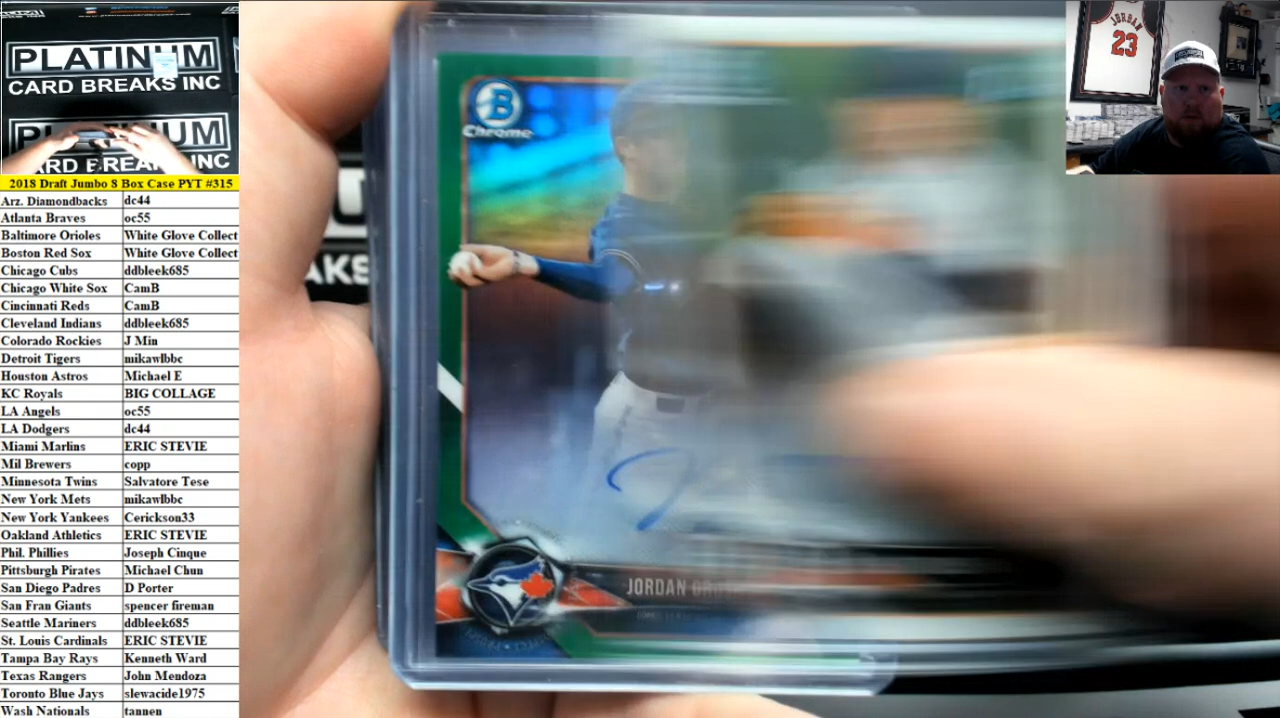 PLATINUM
CARD BREAKS INC
PLATINUM
CARD BREAKS INC
2018 Draft Jumbo 8 Box Case PYT #315
Arz. Diamondbacks dc44
Atlanta Braves oc55
Baltimore Orioles White Glove Collect
Boston Red Sox White Glove Collect
Chicago Cubs ddbleek685
Chicago White Sox CamB
Cincinnati Reds CamB
Cleveland Indians ddbleek685
Colorado Rockies J Min
Detroit Tigers mikawlbbc
Houston Astros Michael E
KC Royals BIG COLLAGE
LA Angels oc55
LA Dodgers dc44
Miami Marlins ERIC STEVIE
Mil Brewers copp
Minnesota Twins Salvatore Tese
New York Mets mikawlbbc
New York Yankees Cerickson33
Oakland Athletics ERIC STEVIE
Phil. Phillies Joseph Cinque
Pittsburgh Pirates Michael Chun
San Diego Padres D Porter
San Fran Giants spencer fireman
Seattle Mariners ddbleek685
St. Louis Cardinals ERIC STEVIE
Tampa Bay Rays Kenneth Ward
Texas Rangers John Mendoza
Toronto Blue Jays slewacide1975
Wash Nationals tannen
B
Chrome
AKS
JORDAN
JORDAN
23